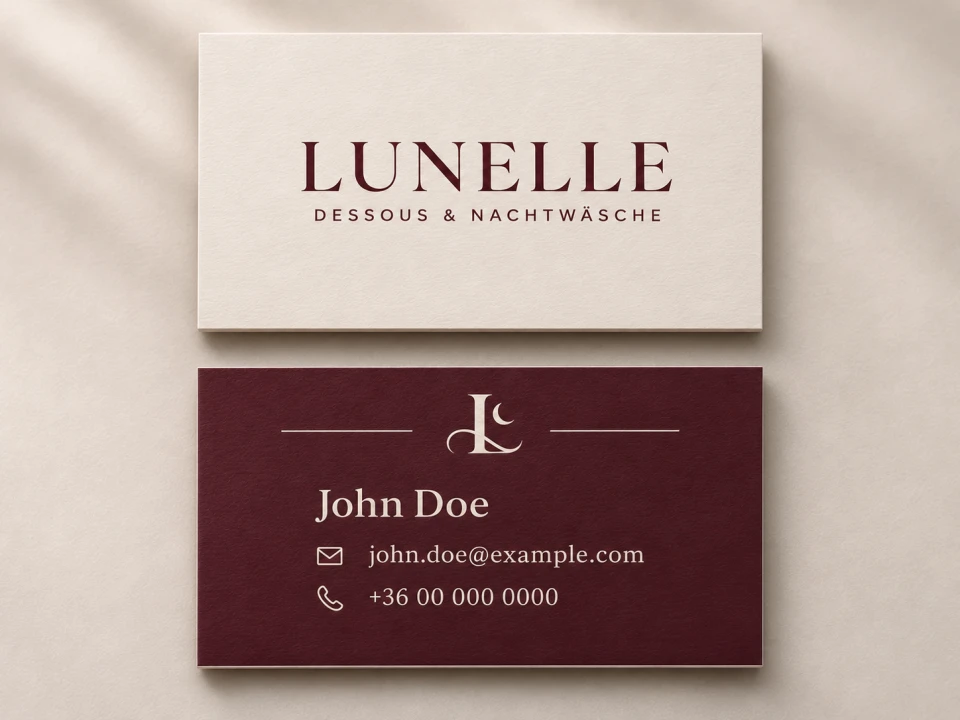 LUNELLE
DESSOUS & NACHTWÄSCHE
L
John Doe
john.doe@example.com
+36 00 000 0000